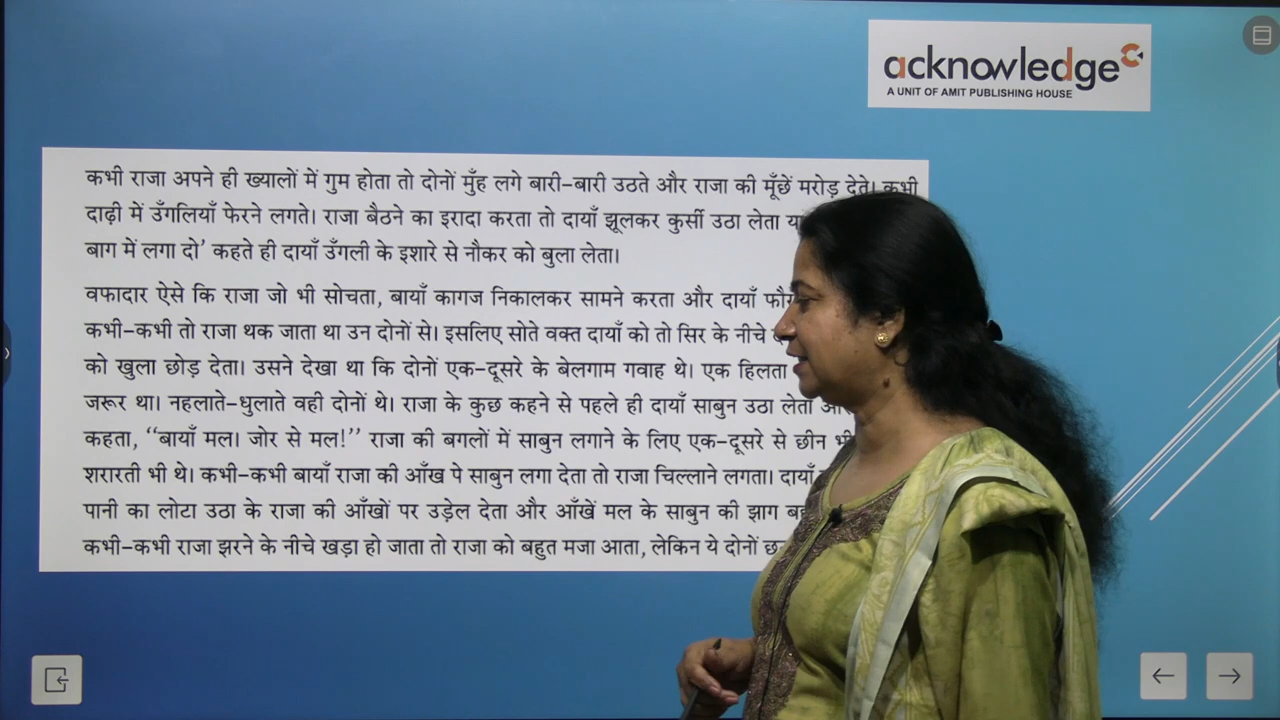 acknowledge
A UNIT OF AMIT PUBLISHING HOUSE
कभी राजा अपने ही ख्यालों में गुम होता तो दोनों मुँह लगे बारी-बारी उठते और राजा की मूँछें मरोड़ देते। कभी
दाढ़ी में उँगलियाँ फेरने लगते। राजा बैठने का इरादा करता तो दायाँ झूलकर कुर्सी उठा लेता
बाग में लगा दो’ कहते ही दायाँ उँगली के इशारे से नौकर को बुला लेता।
वफादार ऐसे कि राजा जो भी सोचता, बायाँ कागज निकालकर सामने करता और दायाँ
कभी-कभी तो राजा थक जाता था उन दोनों से। इसलिए सोते वक्त दायाँ को तो सिर के नीचे
को खुला छोड़ देता। उसने देखा था कि दोनों एक-दूसरे के बेलगाम गवाह थे। एक हिलता
जरूर था। नहलाते-धुलाते वही दोनों थे। राजा के कुछ कहने से पहले ही दायाँ साबुन उठा लेता
कहता, ‘‘बायाँ मल। जोर से मल!’’ राजा की बगलों में साबुन लगाने के लिए एक-दूसरे से छीन
शरारती भी थे। कभी-कभी बायाँ राजा की आँख पे साबुन लगा देता तो राजा चिल्लाने लगता। दायाँ
पानी का लोटा उठा के राजा की आँखों पर उड़ेल देता और आँखें मल के साबुन की झाग
कभी-कभी राजा झरने के नीचे खड़ा हो जाता तो राजा को बहुत मजा आता, लेकिन ये दोनों